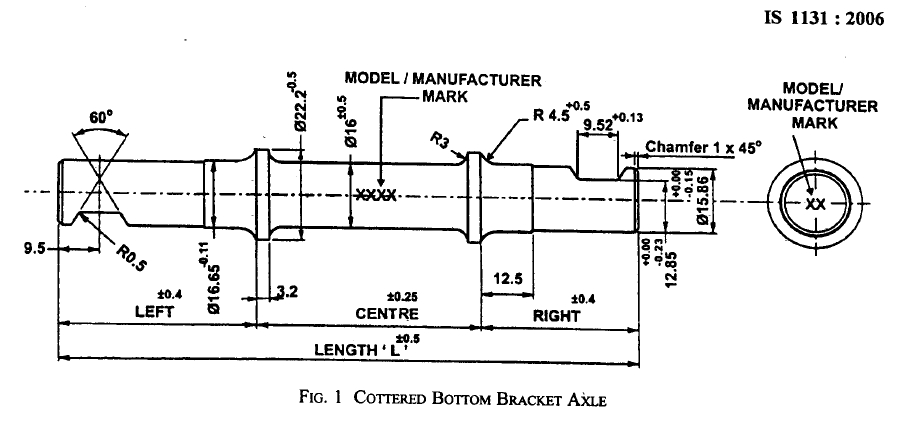 IS 1131 : 2006
MODEL / MANUFACTURER
MARK
MODEL/
MANUFACTURER
MARK
60°
Ø22.2-0.5
Ø16±0.5
R3
R 4.5+0.5
9.52+0.13
Chamfer 1 x 45°
XXXX
XX
+0.00
-0.15
Ø15.86
+0.00
-0.23
12.85
9.5
R0.5
Ø16.65-0.11
3.2
12.5
±0.4
LEFT
±0.25
CENTRE
±0.4
RIGHT
±0.5
LENGTH ' L '
FIG. 1 COTTERED BOTTOM BRACKET AXLE